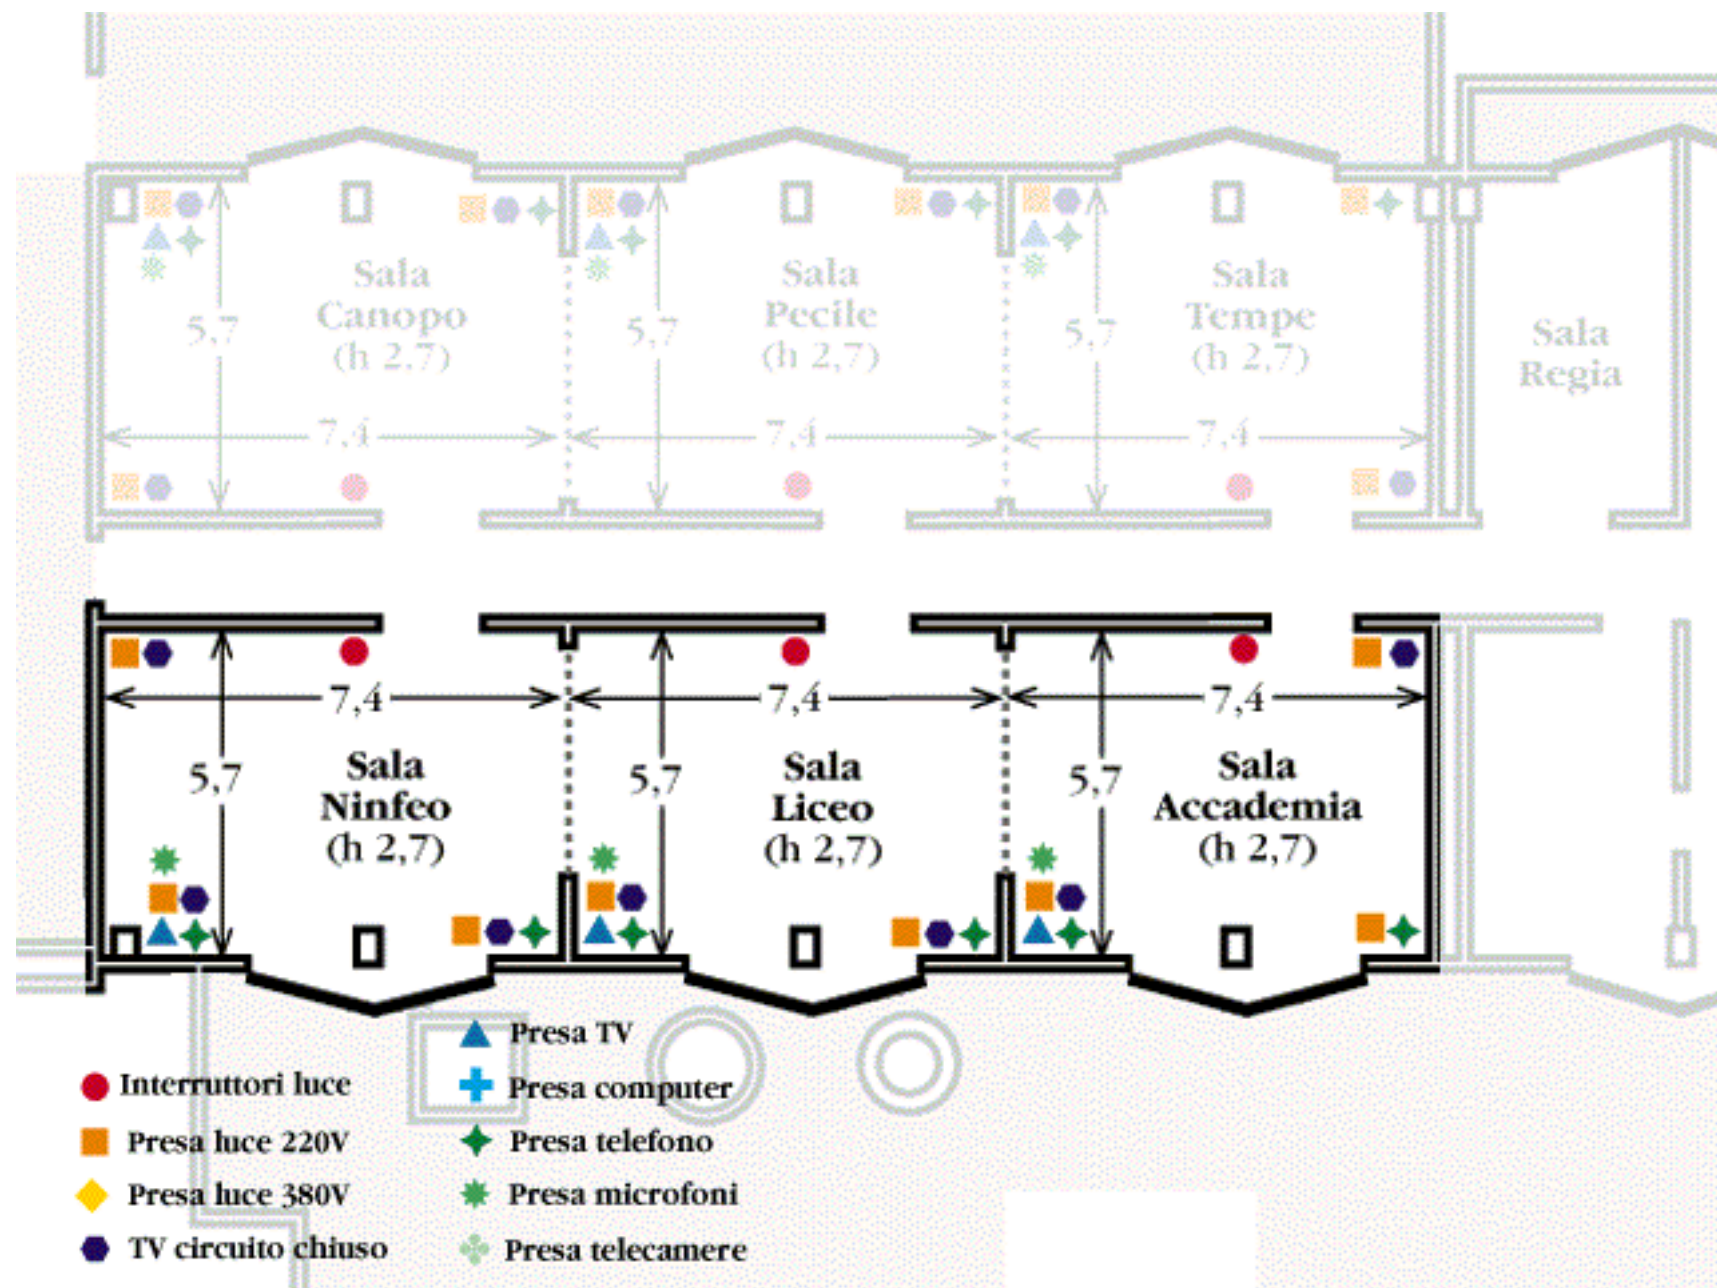 Sala
Canopo
(h 2,7)
5,7
7,4
Sala
Pecile
(h 2,7)
5,7
7,4
Sala
Tempe
(h 2,7)
5,7
7,4
Sala
Regia
7,4
5,7
Sala
Ninfeo
(h 2,7)
7,4
5,7
Sala
Liceo
(h 2,7)
7,4
5,7
Sala
Accademia
(h 2,7)
Interruttori luce
Presa luce 220V
Presa luce 380V
TV circuito chiuso
Presa TV
Presa computer
Presa telefono
Presa microfoni
Presa telecamere